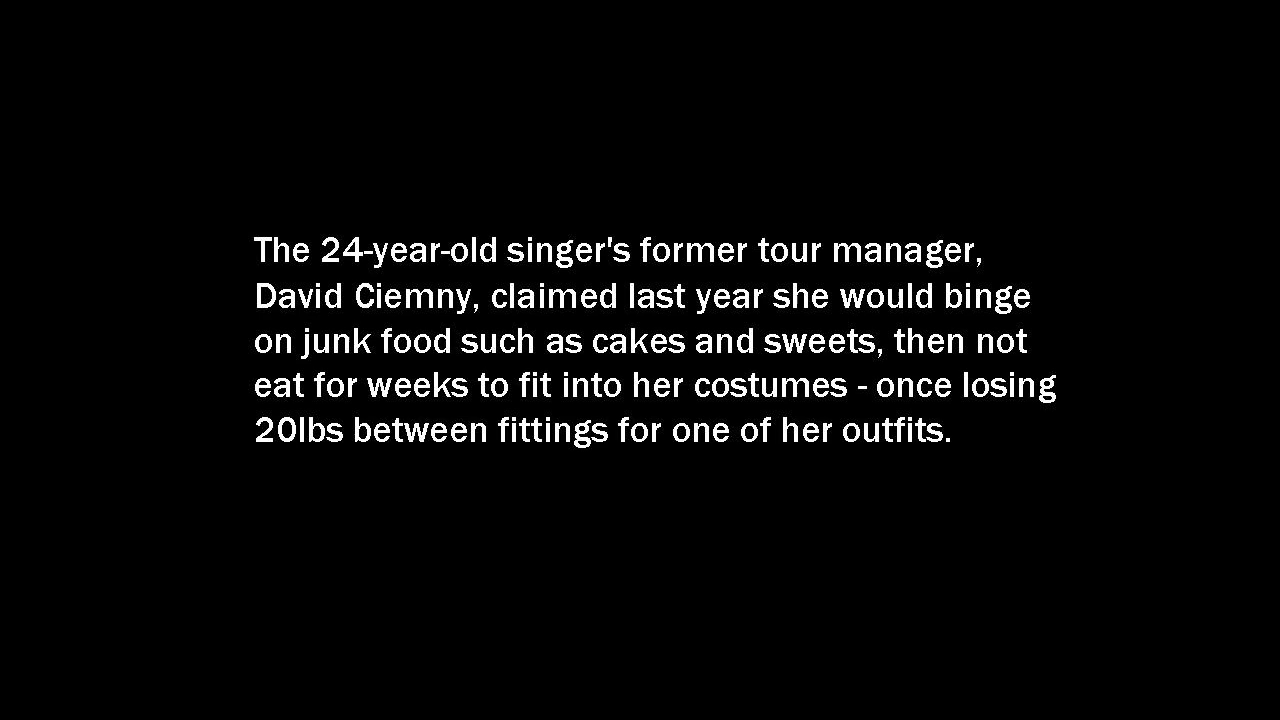 The 24-year-old singer's former tour manager,
David Ciemny, claimed last year she would binge
on junk food such as cakes and sweets, then not
eat for weeks to fit into her costumes - once losing
20lbs between fittings for one of her outfits.